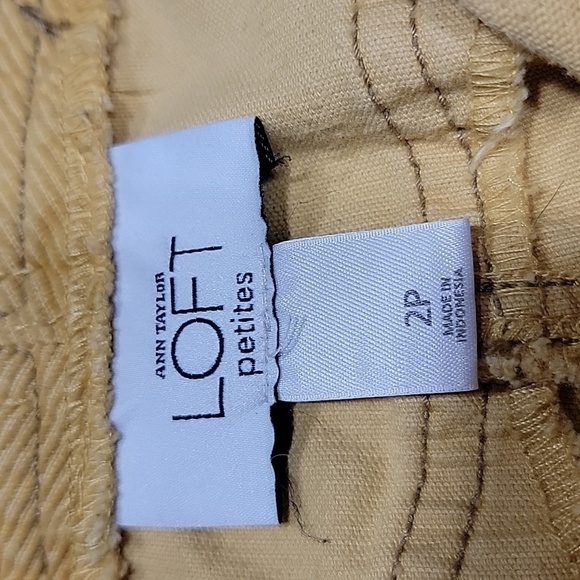 ANN TAYLOR
LOFT
petites
2P
MADE IN
INDONESIA